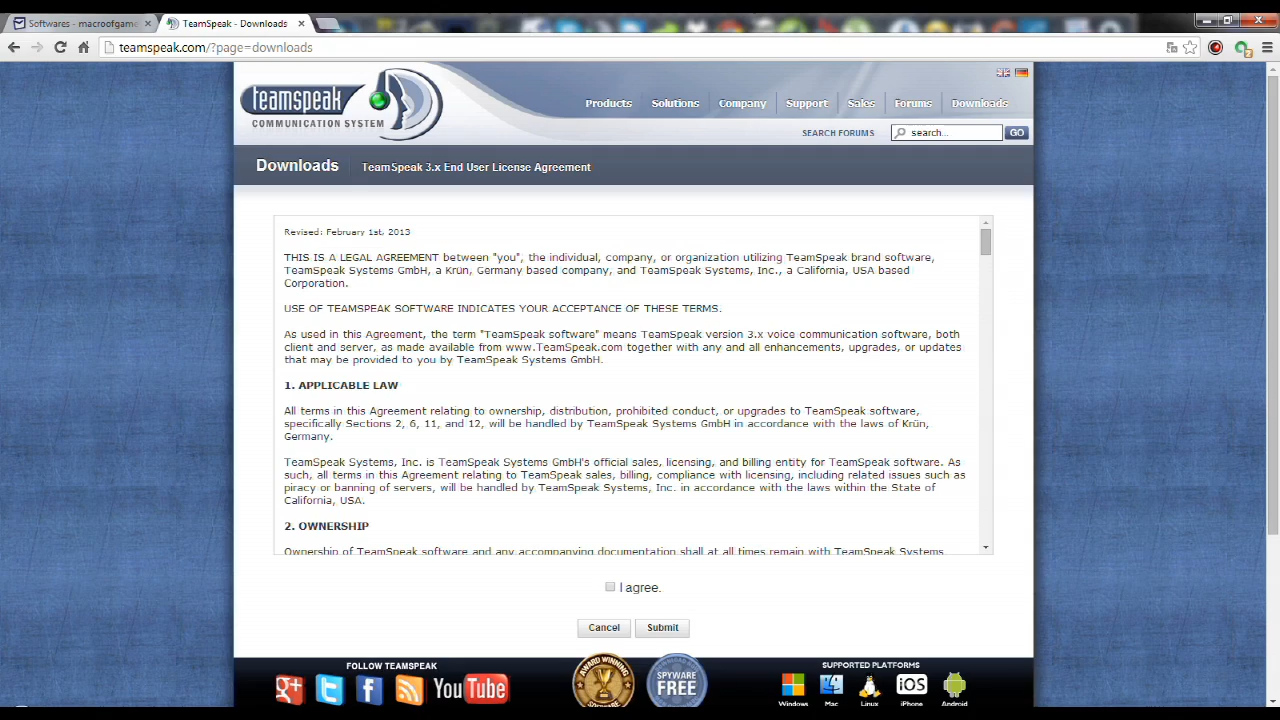 Softwares - macroofgame
TeamSpeak - Downloads
teamspeak.com/?page=downloads
teamspeak
COMMUNICATION SYSTEM
Products Solutions Company Support Sales Forums Downloads
SEARCH FORUMS search... GO
Downloads TeamSpeak 3.x End User License Agreement
Revised: February 1st, 2013
THIS IS A LEGAL AGREEMENT between "you", the individual, company, or organization utilizing TeamSpeak brand software,
TeamSpeak Systems GmbH, a Krün, Germany based company, and TeamSpeak Systems, Inc., a California, USA based
Corporation.
USE OF TEAMSPEAK SOFTWARE INDICATES YOUR ACCEPTANCE OF THESE TERMS.
As used in this Agreement, the term "TeamSpeak software" means TeamSpeak version 3.x voice communication software, both
client and server, as made available from www.TeamSpeak.com together with any and all enhancements, upgrades, or updates
that may be provided to you by TeamSpeak Systems GmbH.
1. APPLICABLE LAW
All terms in this Agreement relating to ownership, distribution, prohibited conduct, or upgrades to TeamSpeak software,
specifically Sections 2, 6, 11, and 12, will be handled by TeamSpeak Systems GmbH in accordance with the laws of Krün,
Germany.
TeamSpeak Systems, Inc. is TeamSpeak Systems GmbH's official sales, licensing, and billing entity for TeamSpeak software. As
such, all terms in this Agreement relating to TeamSpeak sales, billing, compliance with licensing, including related issues such as
piracy or banning of servers, will be handled by TeamSpeak Systems, Inc. in accordance with the laws within the State of
California, USA.
2. OWNERSHIP
Ownership of TeamSpeak software and any accompanying documentation shall at all times remain with TeamSpeak Systems
I agree.
Cancel Submit
FOLLOW TEAMSPEAK
You Tube
AWARD WINNING
SPYWARE
FREE
SUPPORTED PLATFORMS
iOS
Windows Mac Linux iPhone Android